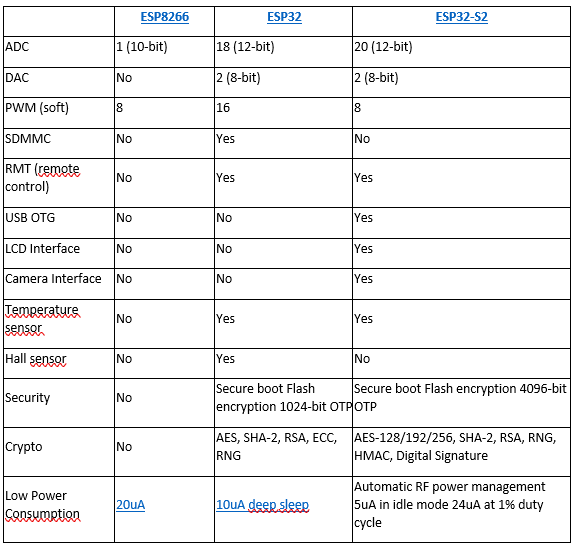 ESP8266 ESP32 ESP32-S2
ADC 1 (10-bit) 18 (12-bit) 20 (12-bit)
DAC No 2 (8-bit) 2 (8-bit)
PWM (soft) 8 16 8
SDMMC No Yes No
RMT (remote
control) No Yes Yes
USB OTG No No Yes
LCD Interface No No Yes
Camera Interface No No Yes
Temperature
sensor No Yes Yes
Hall sensor No Yes No
Security No
Secure boot Flash
encryption 1024-bit OTP
Secure boot Flash encryption 4096-bit
OTP
Crypto No
AES, SHA-2, RSA, ECC,
RNG
AES-128/192/256, SHA-2, RSA, RNG,
HMAC, Digital Signature
Low Power
Consumption
20uA
10uA deep sleep
Automatic RF power management
5uA in idle mode 24uA at 1% duty
cycle